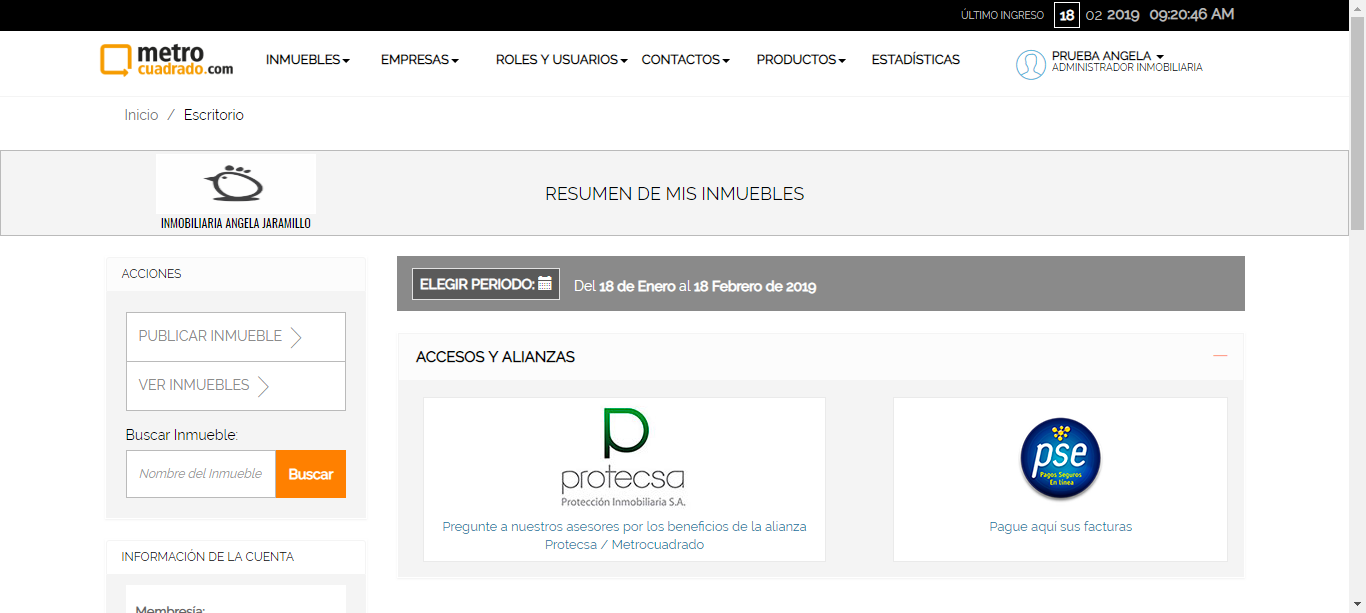 ÚLTIMO INGRESO 18 02 2019 09:20:46 AM
metro
cuadrado.com
INMUEBLES EMPRESAS ROLES Y USUARIOS CONTACTOS PRODUCTOS ESTADÍSTICAS
PRUEBA ANGELA
ADMINISTRADOR INMOBILIARIA
Inicio / Escritorio
INMOBILIARIA ANGELA JARAMILLO
RESUMEN DE MIS INMUEBLES
ACCIONES
PUBLICAR INMUEBLE
VER INMUEBLES
Buscar Inmueble:
Nombre del Inmueble Buscar
INFORMACIÓN DE LA CUENTA
Membresía:
ELEGIR PERIODO: Del 18 de Enero al 18 Febrero de 2019
ACCESOS Y ALIANZAS
protecsa
Protección Inmobiliaria S.A.
Pregunte a nuestros asesores por los beneficios de la alianza
Protecsa / Metrocuadrado
pse
Pagos Seguros
En línea
Pague aquí sus facturas